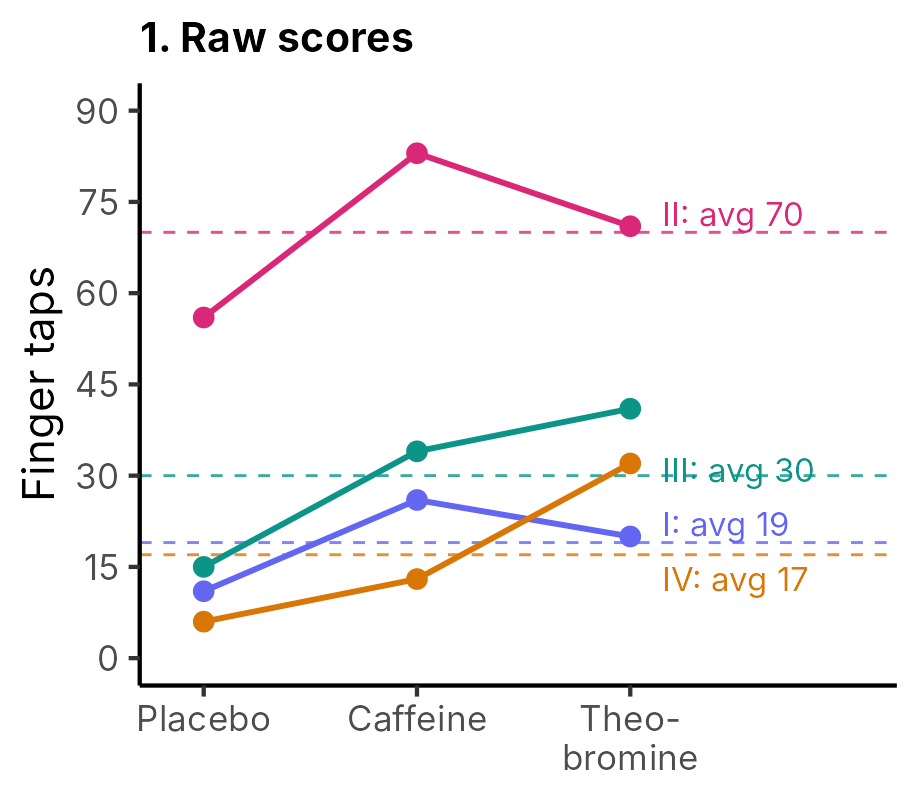 1. Raw scores
Finger taps
90
75
60
45
30
15
0
II: avg 70
III: avg 30
I: avg 19
IV: avg 17
Placebo
Caffeine
Theo-
bromine